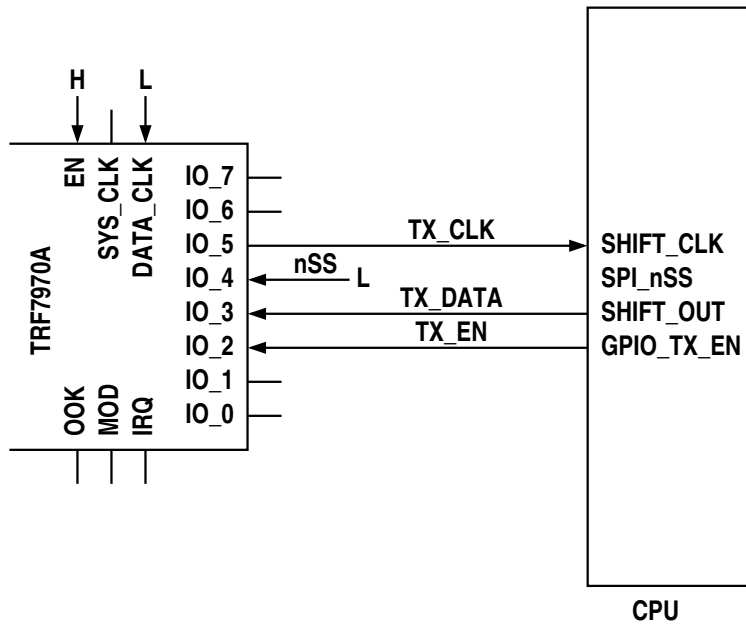 H
L
EN
SYS_CLK
DATA_CLK
IO_7
IO_6
IO_5
TX_CLK
SHIFT_CLK
IO_4
nSS
L
SPI_nSS
IO_3
TX_DATA
SHIFT_OUT
IO_2
TX_EN
GPIO_TX_EN
IO_1
IO_0
TRF7970A
OOK
MOD
IRQ
CPU